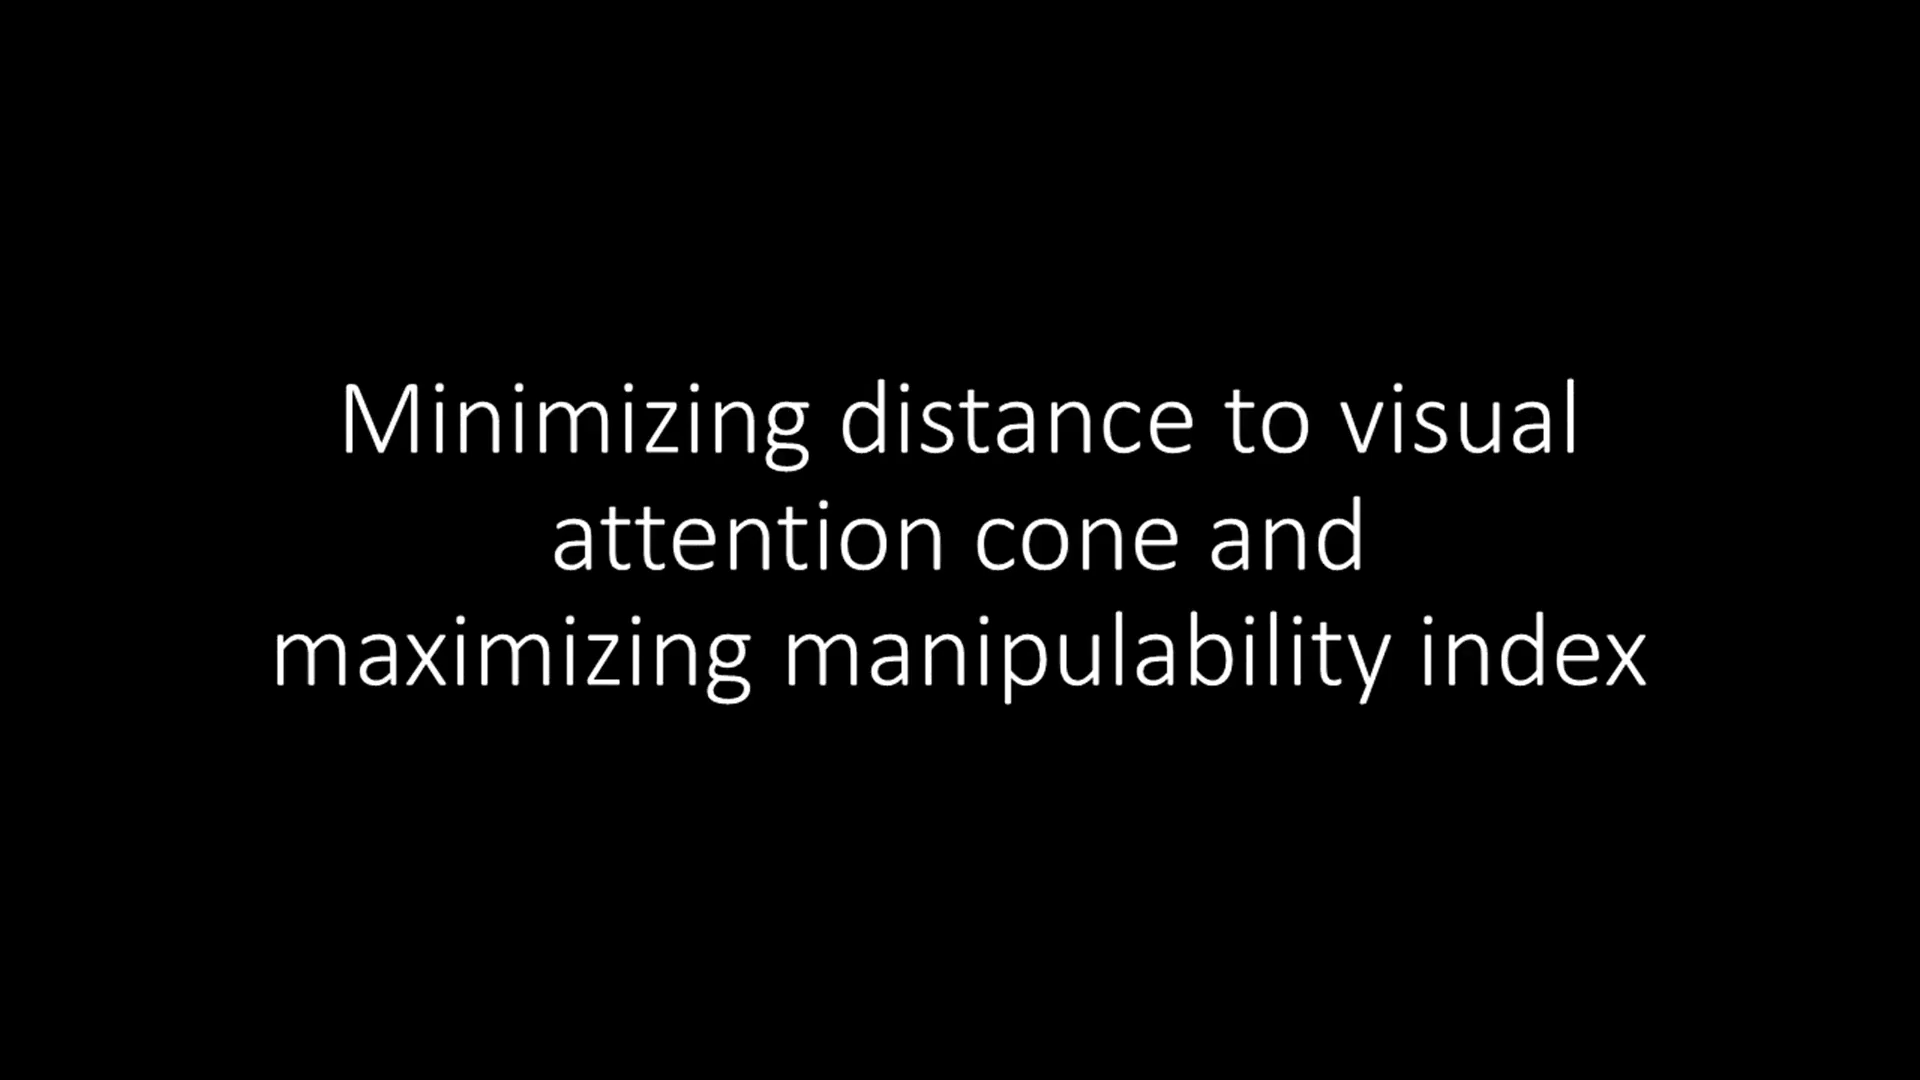 Minimizing distance to visual
attention cone and
maximizing manipulability index